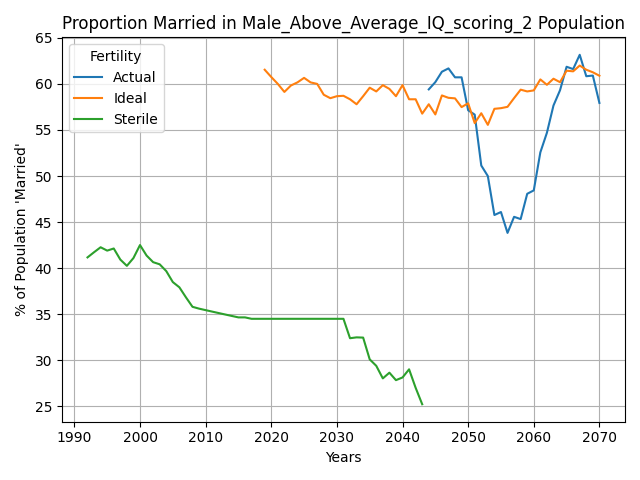 Proportion Married in Male_Above_Average_IQ_scoring_2 Population
65
60
55
50
45
40
35
30
25
% of Population 'Married'
Fertility
Actual
Ideal
Sterile
1990 2000 2010 2020 2030 2040 2050 2060 2070
Years